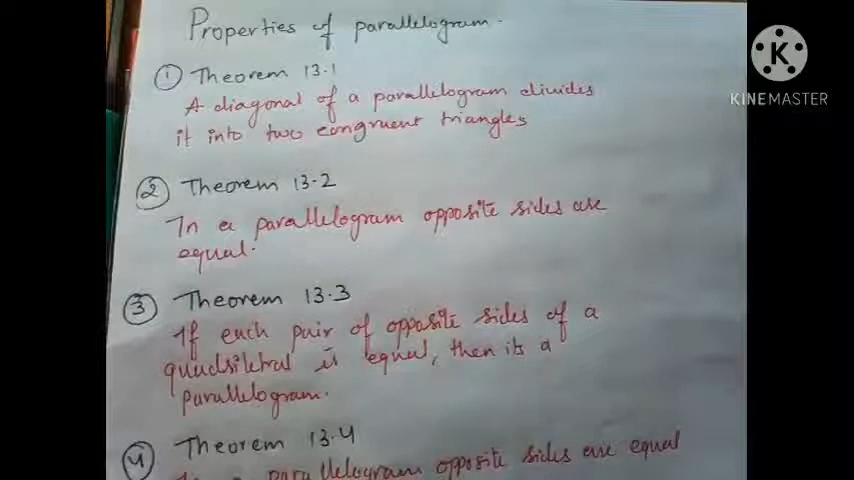 Properties of parallelogram.
① Theorem 13.1
A diagonal of a parallelogram divides
it into two congruent triangles
② Theorem 13.2
In a parallelogram opposite sides are
equal.
③ Theorem 13.3
If each pair of opposite sides of a
quadsiletral is equal, then its a
parallelogram.
④ Theorem 13.4
In a parallelogram opposite sides are equal
K
KINEMASTER